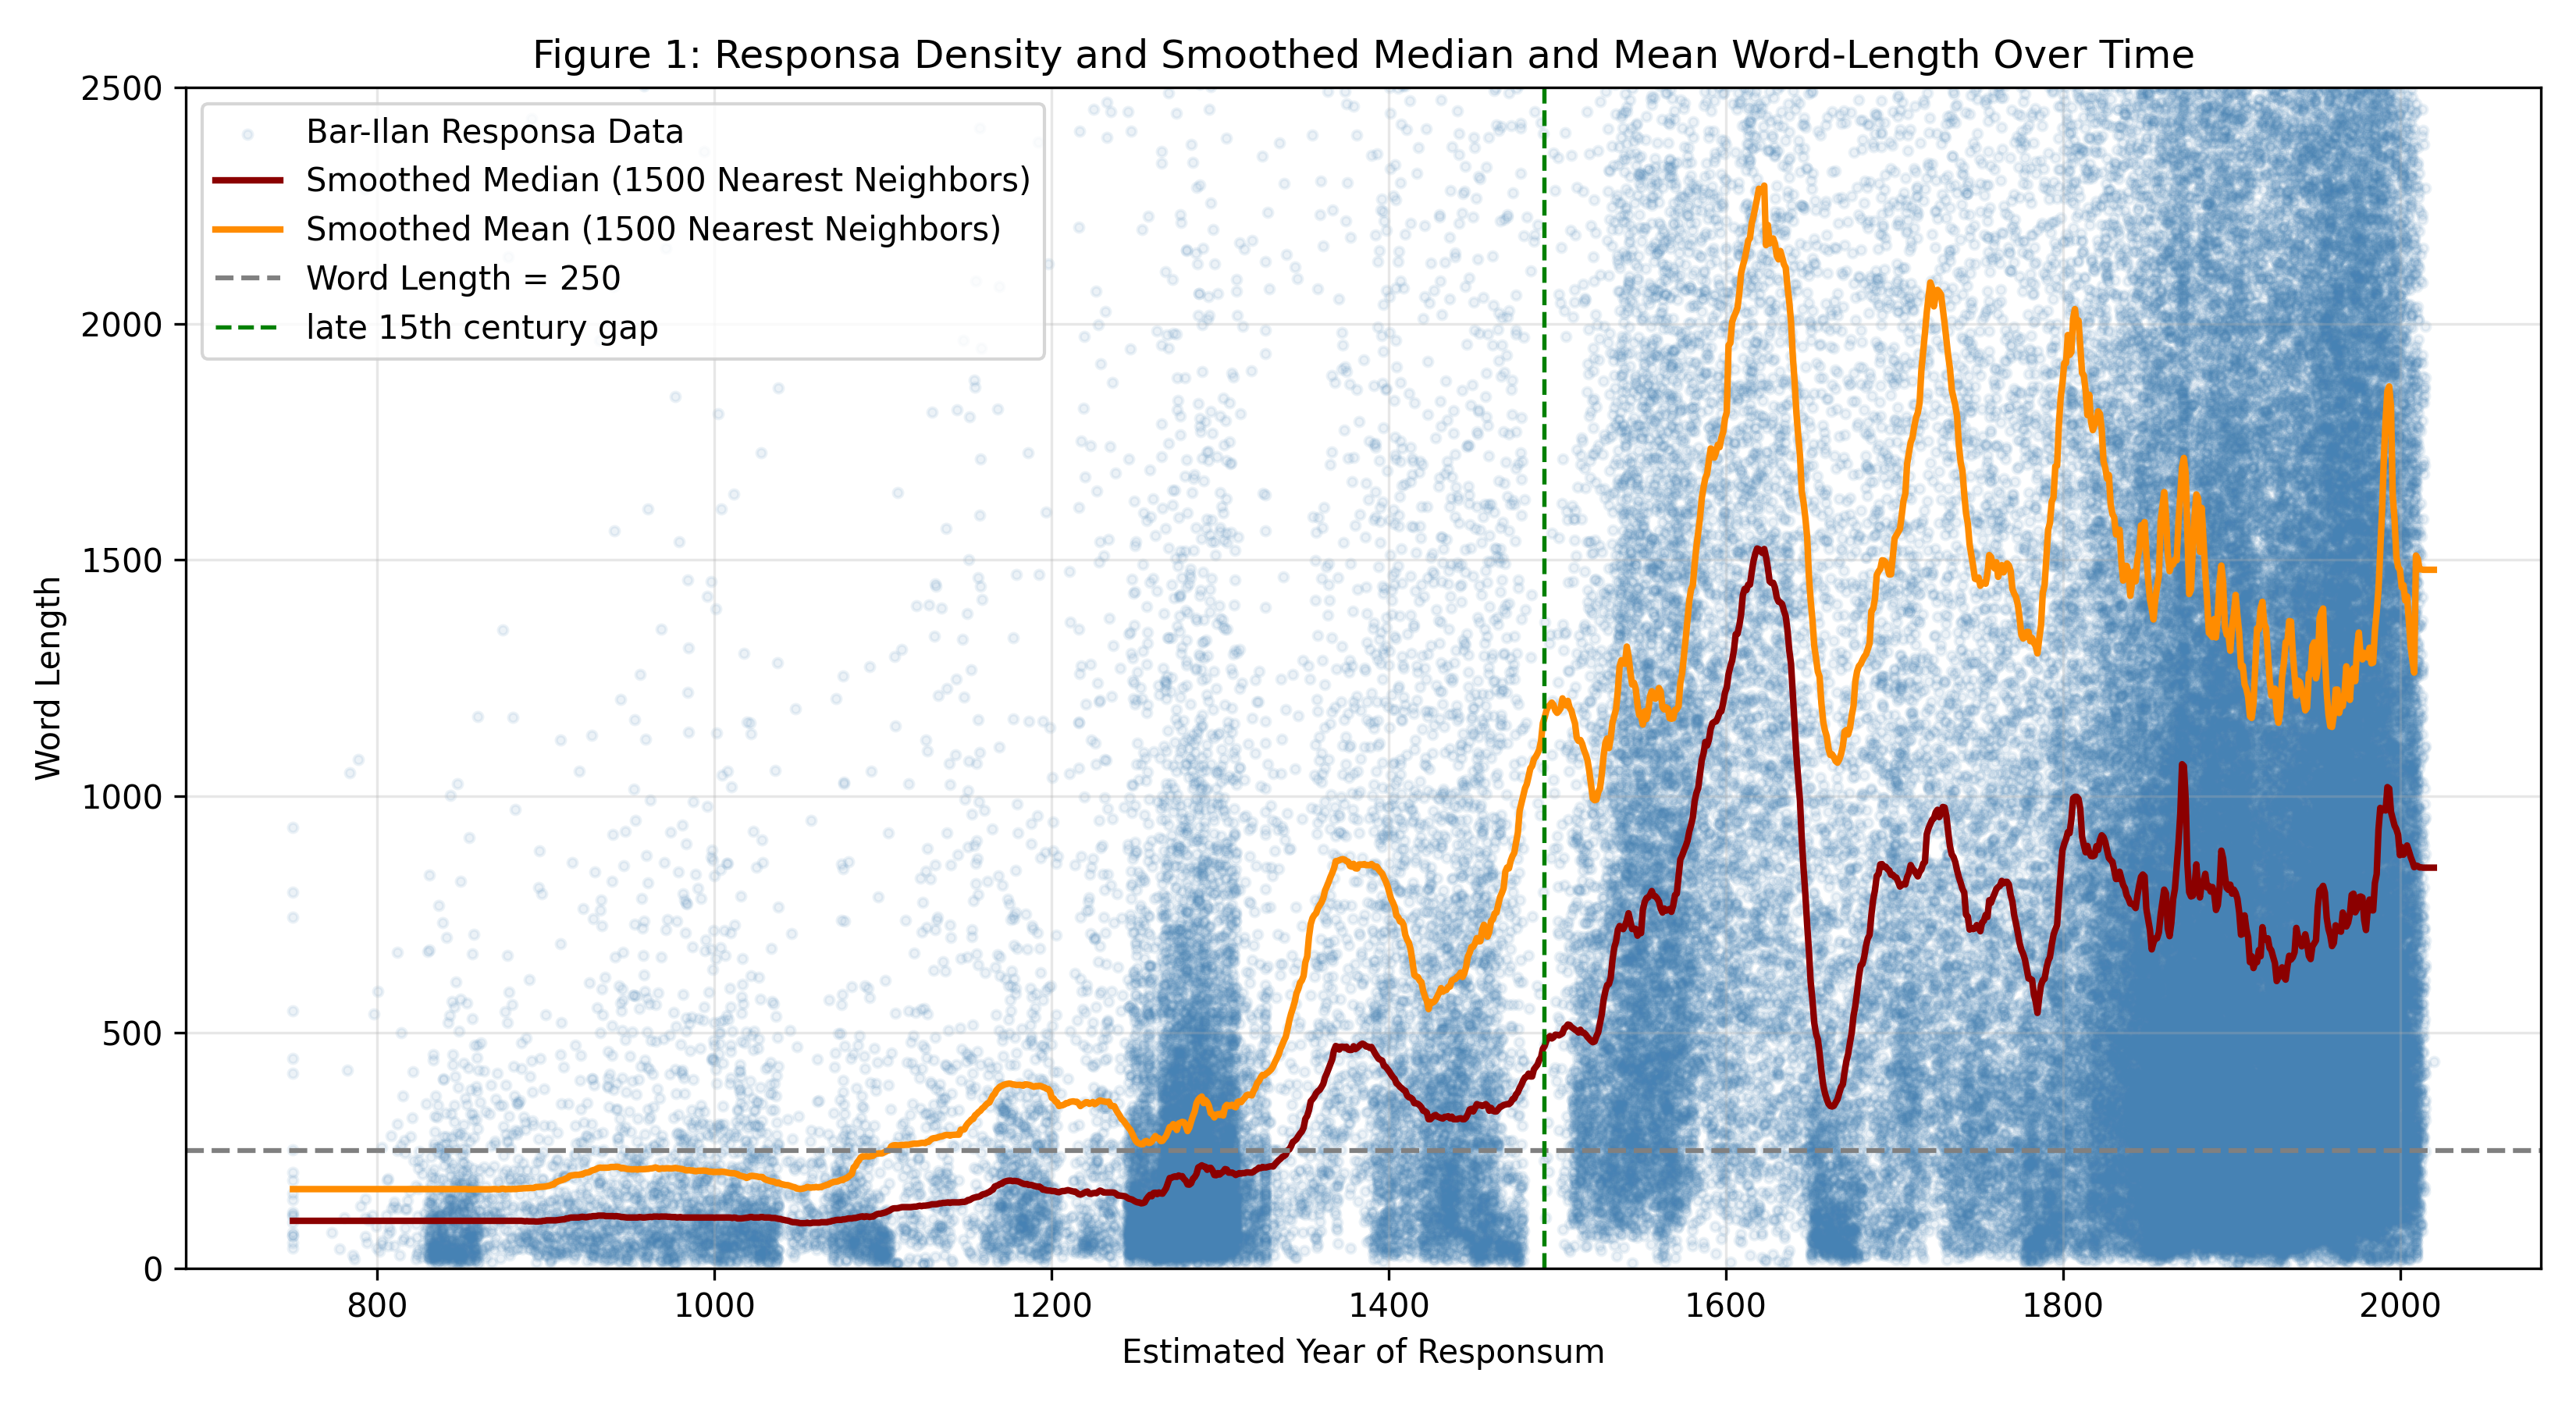 Figure 1: Responsa Density and Smoothed Median and Mean Word-Length Over Time
2500
2000
1500
1000
500
0
Word Length
Bar-Ilan Responsa Data
Smoothed Median (1500 Nearest Neighbors)
Smoothed Mean (1500 Nearest Neighbors)
Word Length = 250
late 15th century gap
800 1000 1200 1400 1600 1800 2000
Estimated Year of Responsum